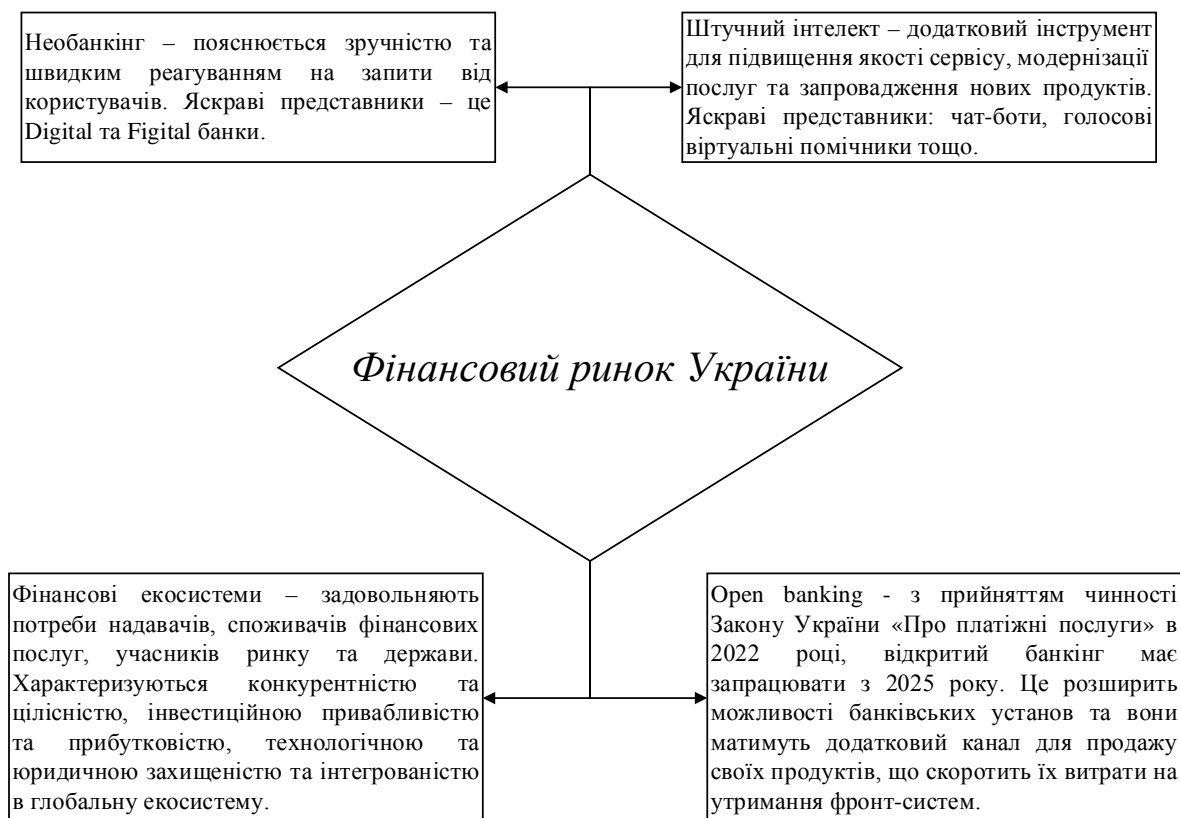 Необанкінг – пояснюється зручністю та
швидким реагуванням на запити від
користувачів. Яскраві представники – це
Digital та Figital банки.
Штучний інтелект – додатковий інструмент
для підвищення якості сервісу, модернізації
послуг та запровадження нових продуктів.
Яскраві представники: чат-боти, голосові
віртуальні помічники тощо.
Фінансовий ринок України
Фінансові екосистеми – задовольняють
потреби надавачів, споживачів фінансових
послуг, учасників ринку та держави.
Характеризуються конкурентністю та
цілісністю, інвестиційною привабливістю
та прибутковістю, технологічною та
юридичною захищеністю та інтегрованістю
в глобальну екосистему.
Open banking - з прийняттям чинності
Закону України «Про платіжні послуги» в
2022 році, відкритий банкінг має
запрацювати з 2025 року. Це розширить
можливості банківських установ та вони
матимуть додатковий канал для продажу
своїх продуктів, що скоротить їх витрати на
утримання фронт-систем.